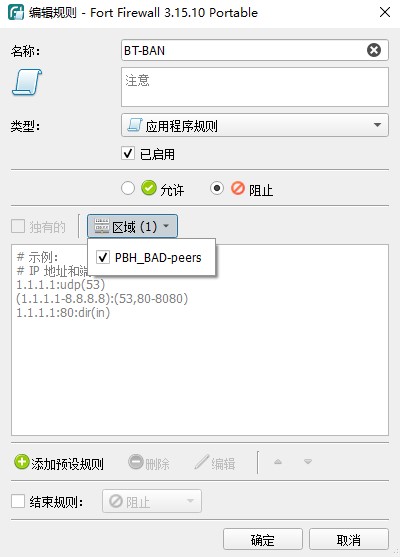 编辑规则 - Fort Firewall 3.15.10 Portable
名称:
BT-BAN
注意
类型:
应用程序规则
已启用
允许
阻止
独有的
区域 (1)
PBH_BAD-peers
# 示例:
# IP 地址和
1.1.1.1:udp(53)
(1.1.1.1-8.8.8.8):(53,80-8080)
1.1.1.1:80:dir(in)
添加预设规则
删除
编辑
结束规则:
阻止
确定
取消